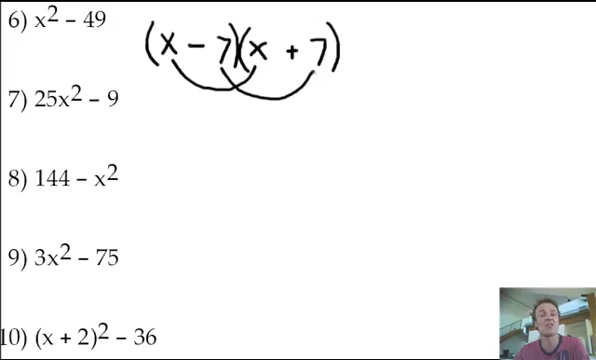 6) x² – 49 (x - 7)(x + 7)
7) 25x² – 9
8) 144 – x²
9) 3x² – 75
10) (x + 2)² – 36